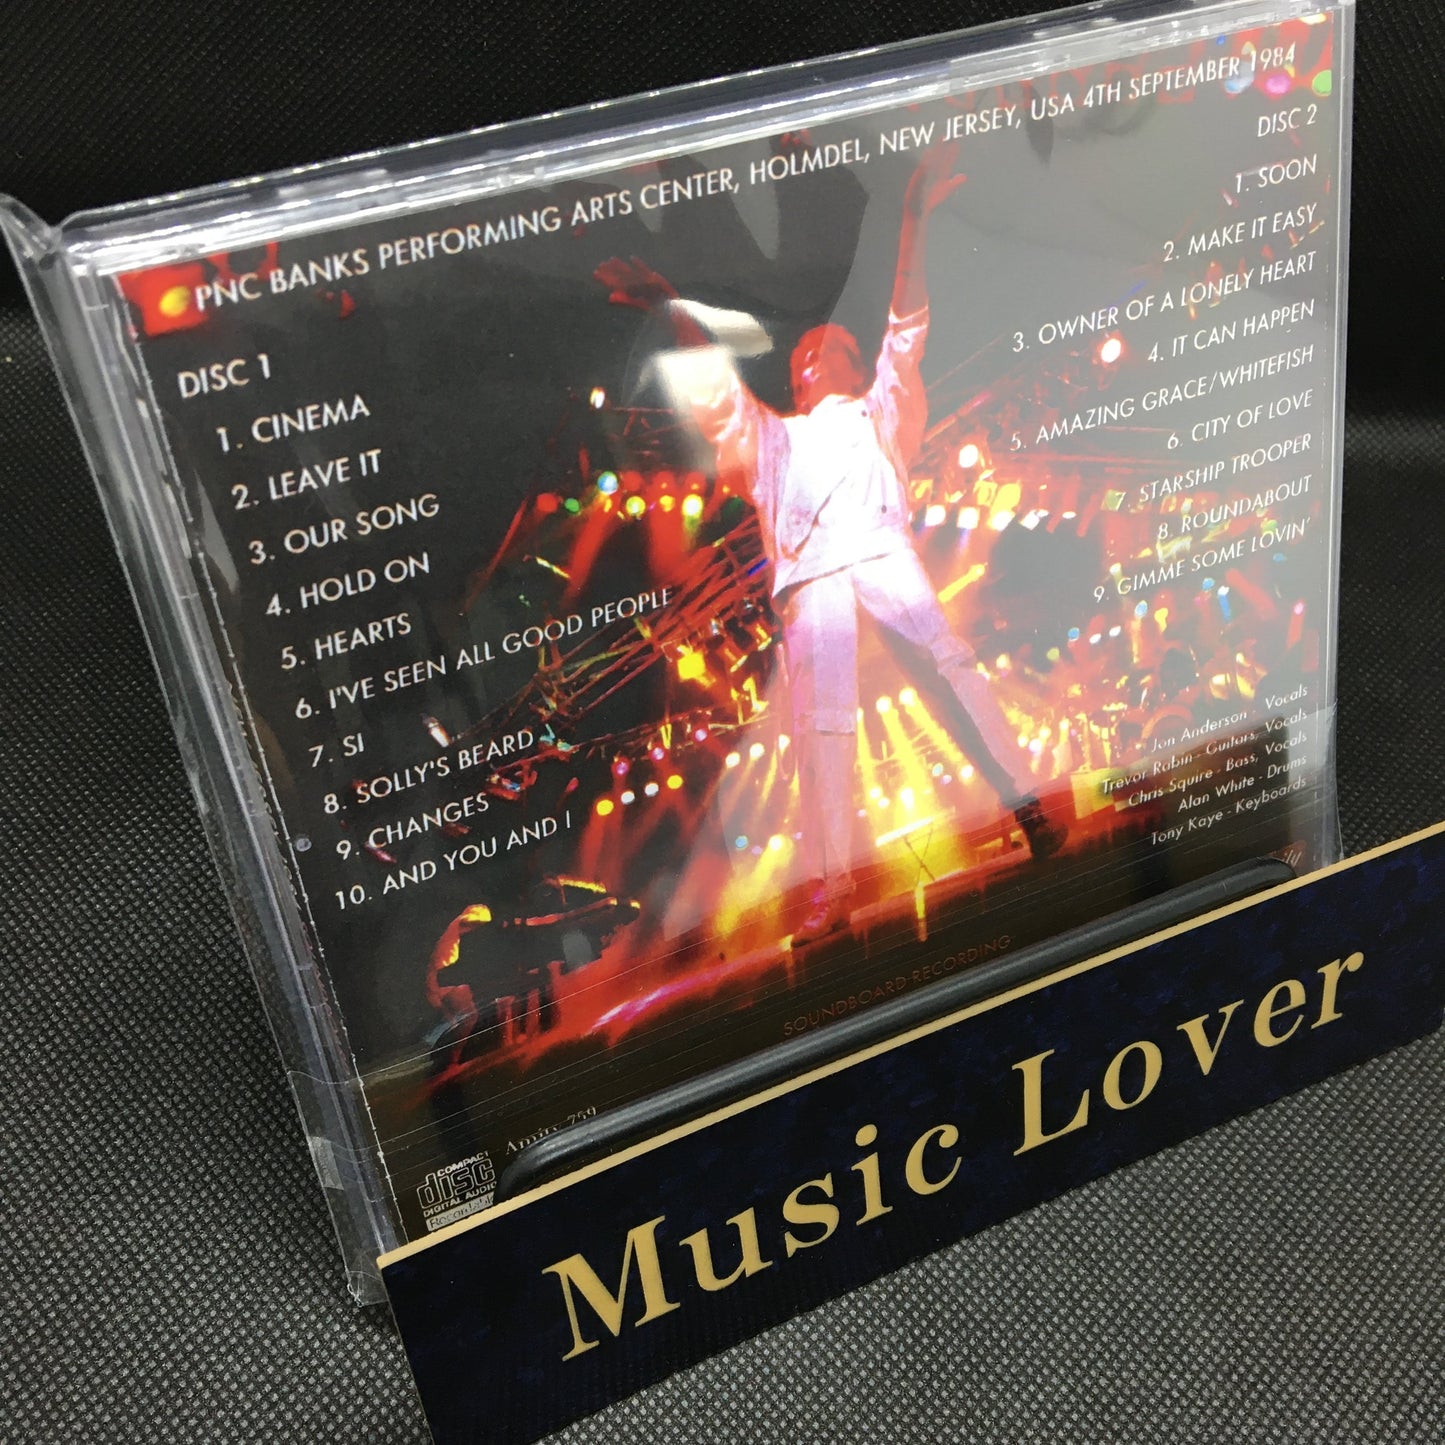 PNC BANKS PERFORMING ARTS CENTER, HOLMDEL, NEW JERSEY, USA 4TH SEPTEMBER 1984
DISC 1
1. CINEMA
2. LEAVE IT
3. OUR SONG
4. HOLD ON
5. HEARTS
6. I'VE SEEN ALL GOOD PEOPLE
7. SI
8. SOLLY'S BEARD
9. CHANGES
10. AND YOU AND I
DISC 2
1. SOON
2. MAKE IT EASY
3. OWNER OF A LONELY HEART
4. IT CAN HAPPEN
5. AMAZING GRACE/WHITEFISH
6. CITY OF LOVE
7. STARSHIP TROOPER
8. ROUNDABOUT
9. GIMME SOME LOVIN'
Jon Anderson - Vocals
Trevor Rabin - Guitars, Vocals
Chris Squire - Bass, Vocals
Alan White - Drums
Tony Kaye - Keyboards
SOUNDBOARD RECORDING
Amity 759
COMPACT
disc
DIGITAL AUDIO
Music Lover